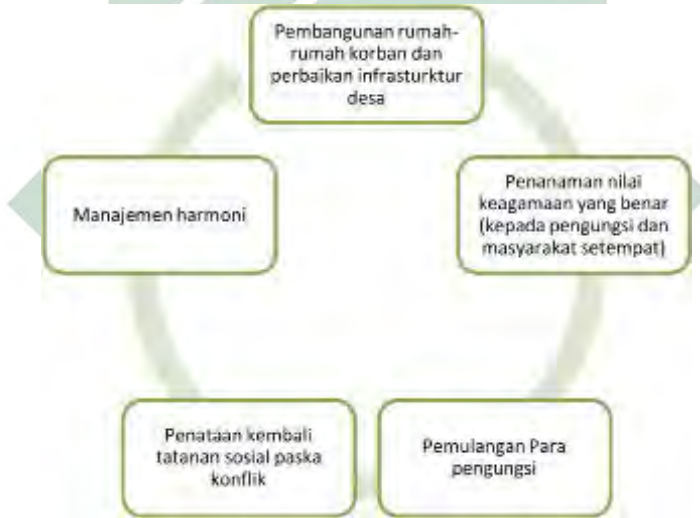 Pembangunan rumah-
rumah korban dan
perbaikan infrasturktur
desa
Penanaman nilai
keagamaan yang benar
(kepada pengungsi dan
masyarakat setempat)
Pemulangan Para
pengungsi
Penataan kembali
tatanan sosial paska
konflik
Manajemen harmoni